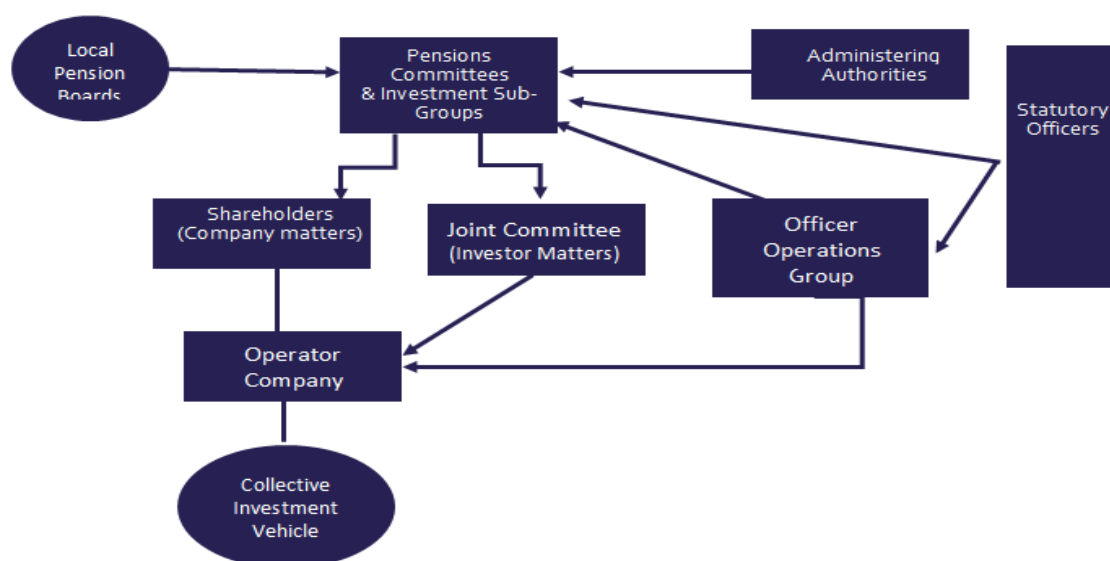 Local
Pension
Boards
Pensions
Committees
& Investment Sub-
Groups
Administering
Authorities
Statutory
Officers
Shareholders
(Company matters)
Joint Committee
(Investor Matters)
Officer
Operations
Group
Operator
Company
Collective
Investment
Vehicle